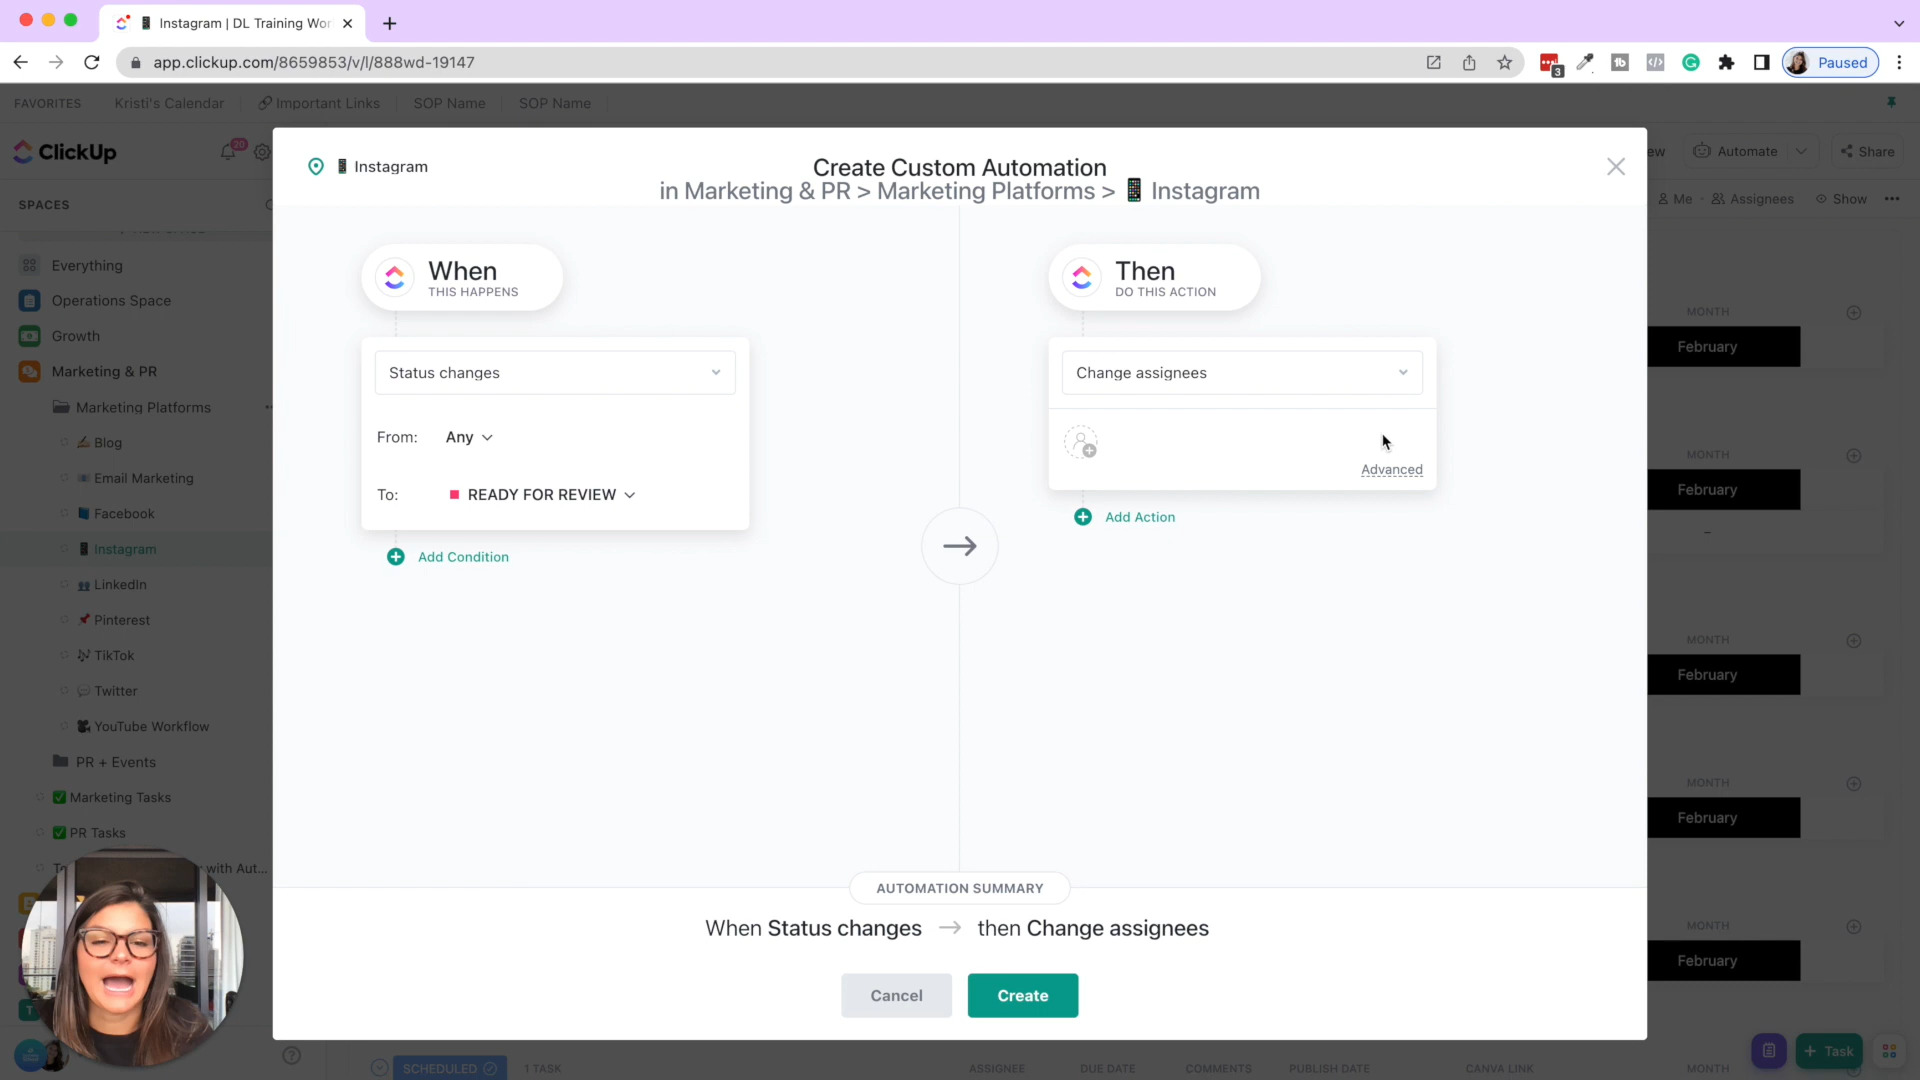 Instagram | DL Training Wor
app.clickup.com/8659853/v/l/888wd-19147
3
Paused
FAVORITES
Kristi's Calendar
Important Links
SOP Name
SOP Name
ClickUp
20
Instagram
Create Custom Automation
in Marketing & PR > Marketing Platforms > Instagram
ew
Automate
Share
SPACES
Me
Assignees
Show
Everything
Operations Space
Growth
Marketing & PR
Marketing Platforms
Blog
Email Marketing
Facebook
Instagram
LinkedIn
Pinterest
TikTok
Twitter
YouTube Workflow
PR + Events
Marketing Tasks
PR Tasks
with Aut...
When
THIS HAPPENS
Status changes
From: Any
To: READY FOR REVIEW
Add Condition
Then
DO THIS ACTION
Change assignees
Advanced
Add Action
MONTH
February
MONTH
February
–
MONTH
February
MONTH
February
MONTH
February
AUTOMATION SUMMARY
When Status changes → then Change assignees
Cancel
Create
T
Task
SCHEDULED
1 TASK
ASSIGNEE
DUE DATE
COMMENTS
PUBLISH DATE
CANVA LINK
MONTH